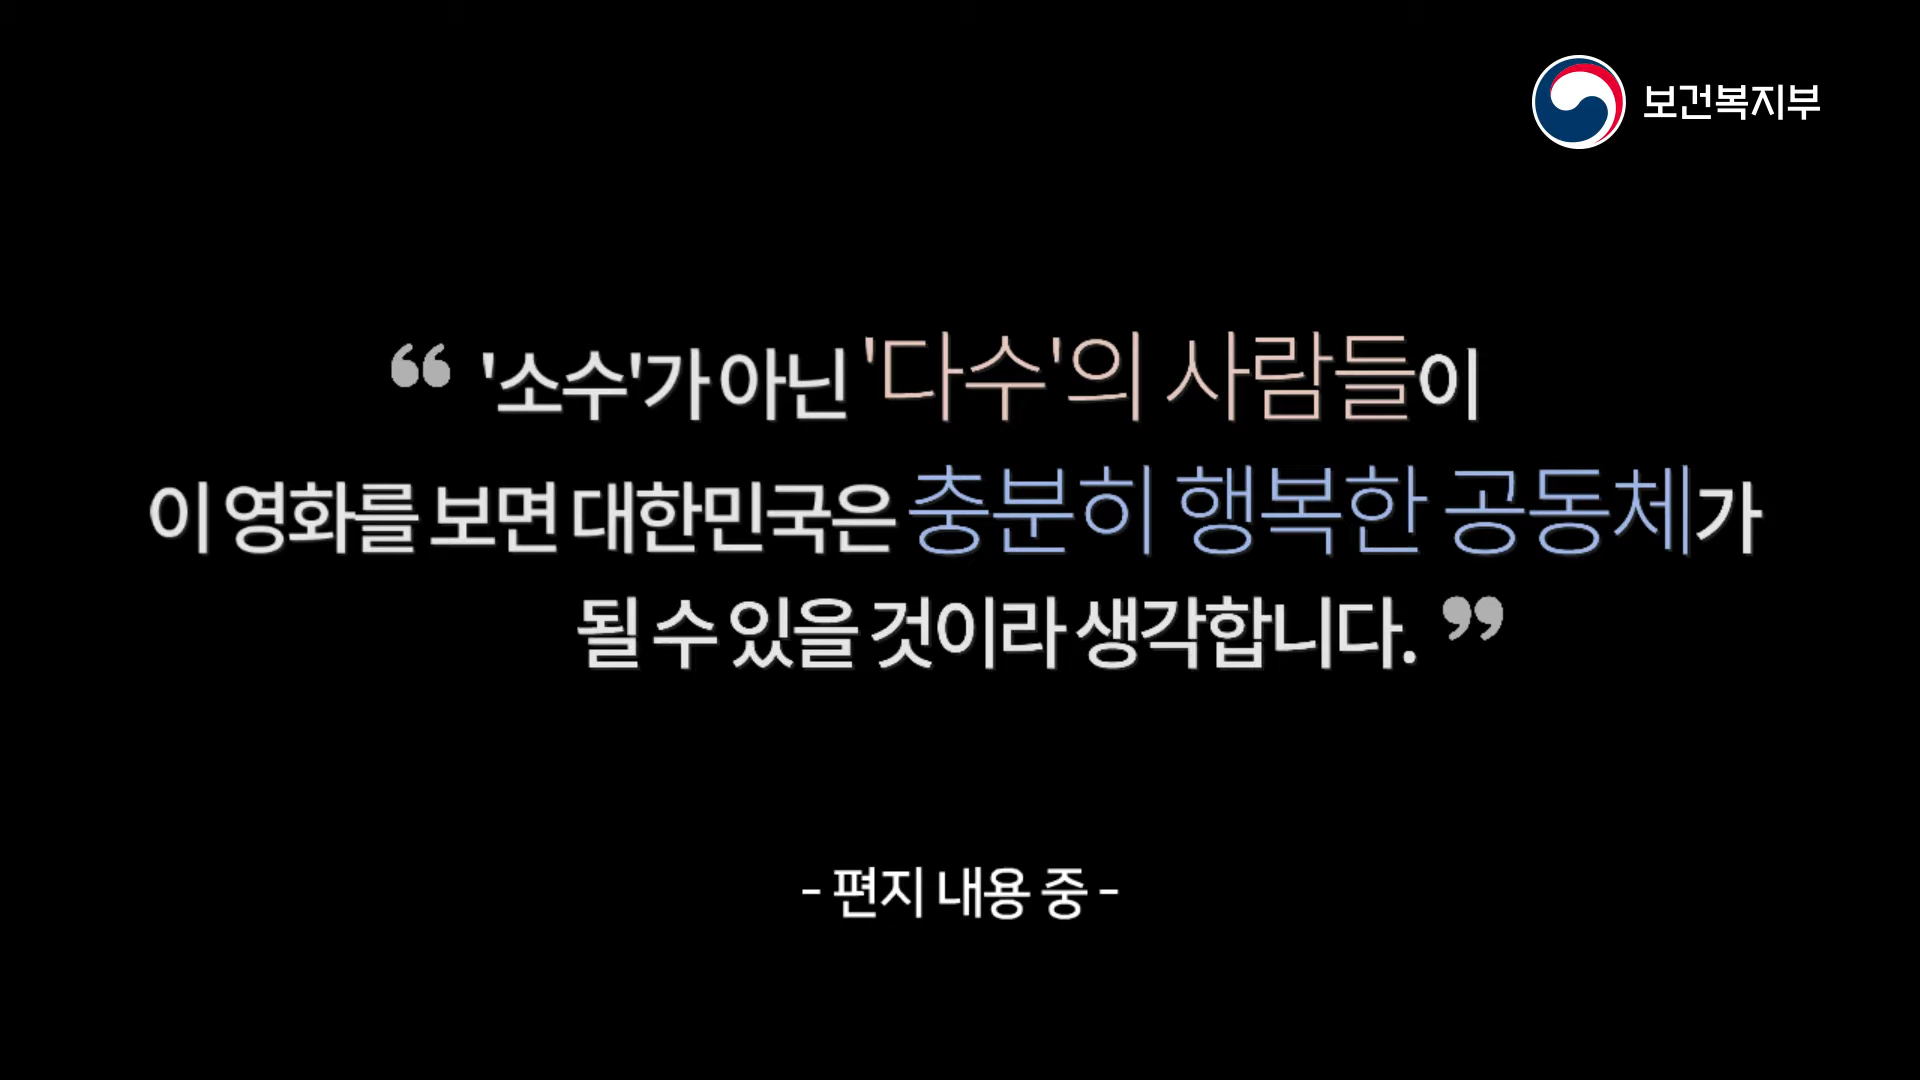 보건복지부
“ '소수'가 아닌 '다수'의 사람들이
이 영화를 보면 대한민국은 충분히 행복한 공동체가
될 수 있을 것이라 생각합니다. ”
- 편지 내용 중 -